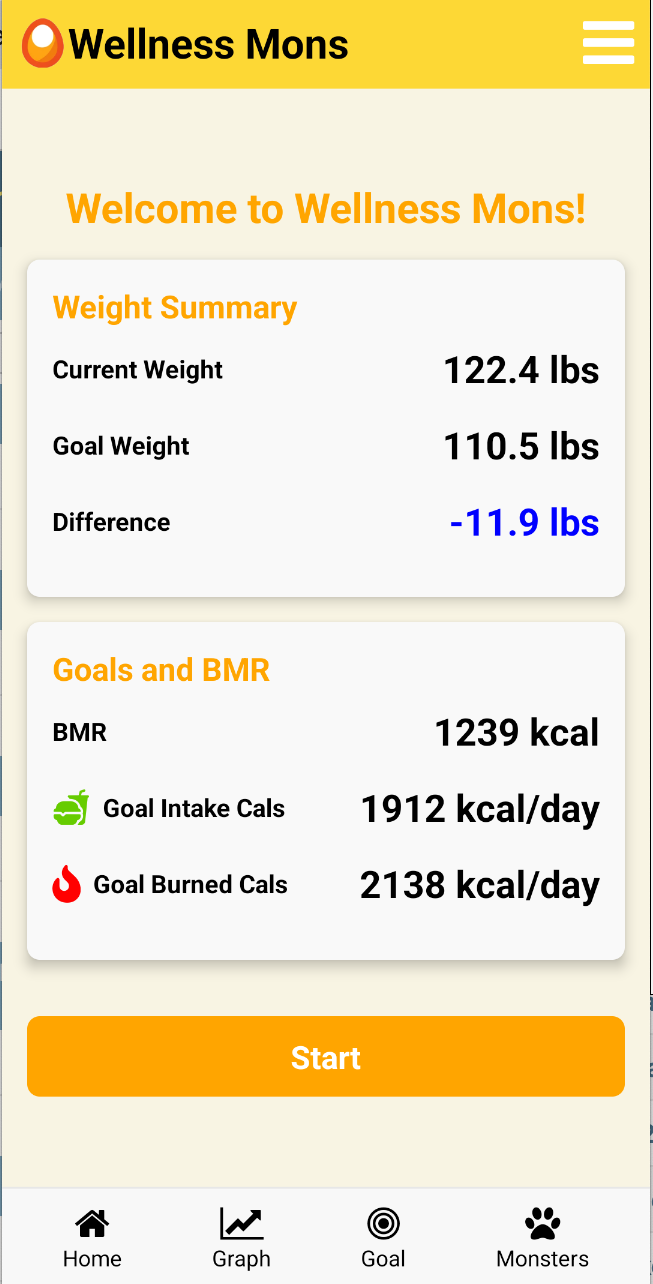 Wellness Mons
Welcome to Wellness Mons!
Weight Summary
Current Weight 122.4 lbs
Goal Weight 110.5 lbs
Difference -11.9 lbs
Goals and BMR
BMR 1239 kcal
Goal Intake Cals 1912 kcal/day
Goal Burned Cals 2138 kcal/day
Start
Home Graph Goal Monsters